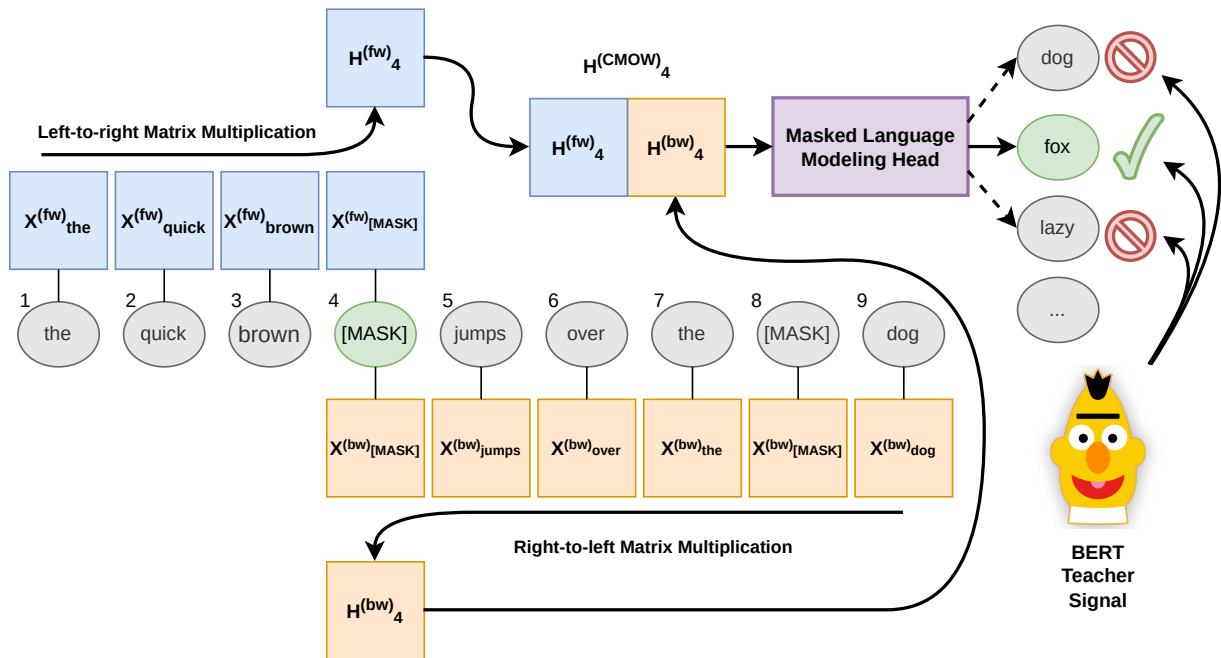 H(fw)4
H(CMOW)4
dog
Left-to-right Matrix Multiplication
H(fw)4
H(bw)4
Masked Language
Modeling Head
fox
X(fw)the
X(fw)quick
X(fw)brown
X(fw)[MASK]
lazy
...
1
2
3
4
5
6
7
8
9
the
quick
brown
[MASK]
jumps
over
the
[MASK]
dog
X(bw)[MASK]
X(bw)jumps
X(bw)over
X(bw)the
X(bw)[MASK]
X(bw)dog
Right-to-left Matrix Multiplication
H(bw)4
BERT
Teacher
Signal